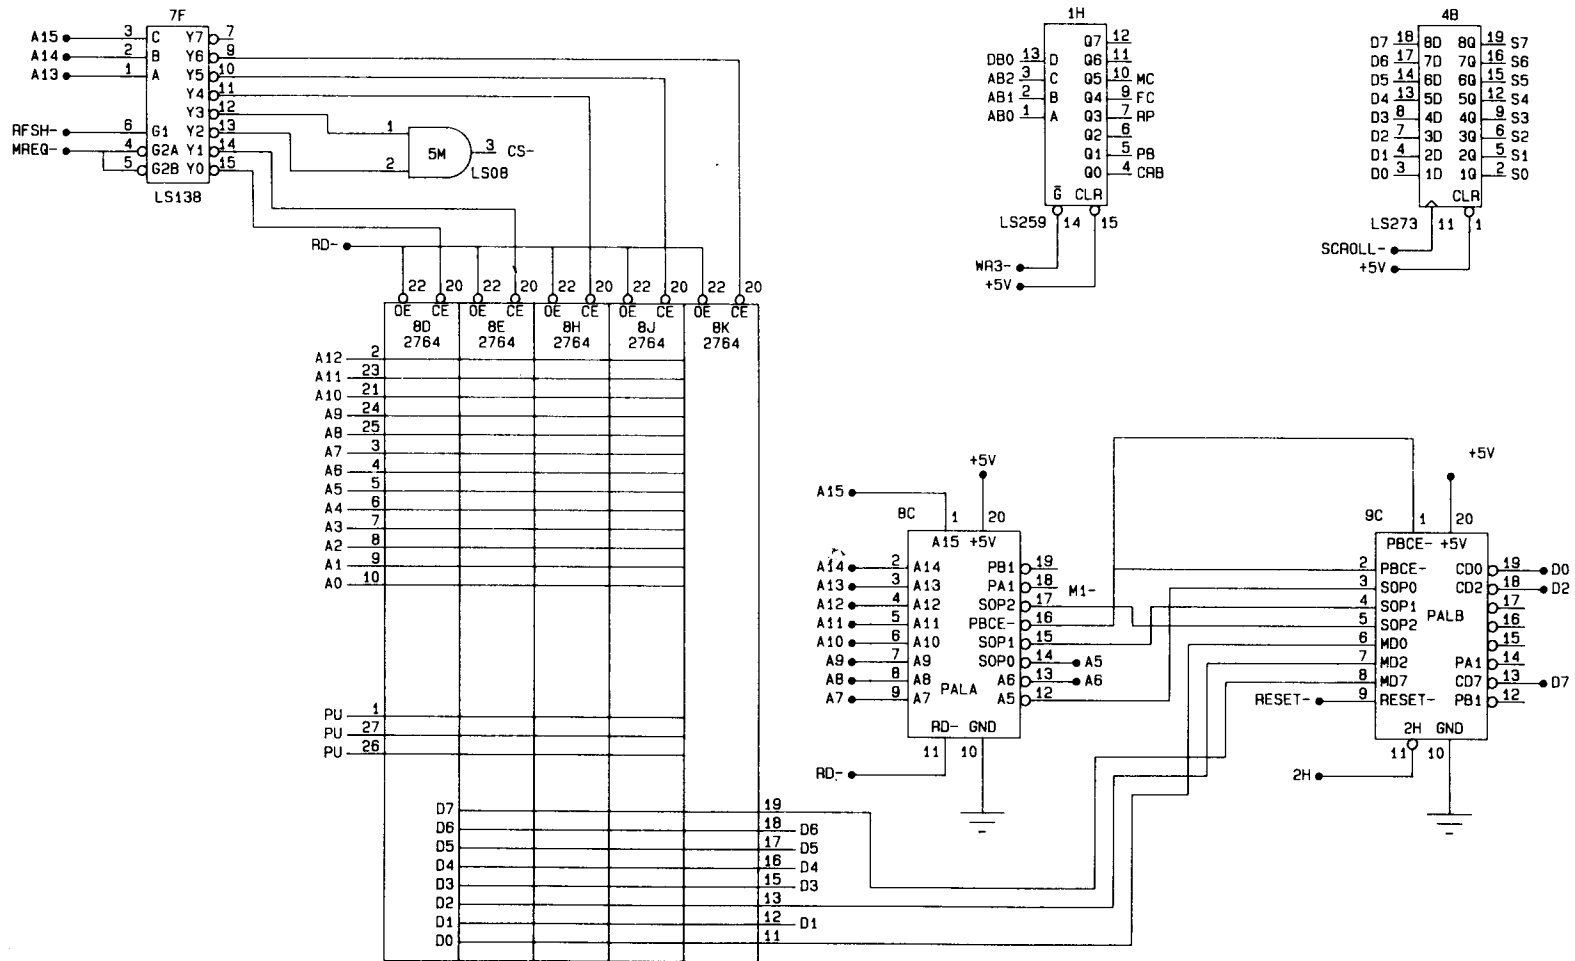 7F
A15 3 C Y7 7
A14 2 B Y6 9
A13 1 A Y5 10
Y4 11
Y3 12
RFSH- 6 G1 Y2 13
MREQ- 4 G2A Y1 14
5 G2B Y0 15
LS138
1
2
5M
3 CS-
LS08
1H
Q7 12
DB0 13 D Q6 11
AB2 3 C Q5 10 MC
AB1 2 B Q4 9 FC
AB0 1 A Q3 7 RP
Q2 6
Q1 5 PB
Q0 4 CRB
G CLR
LS259 14 15
WR3-
+5V
4B
D7 18 8D 8Q 19 S7
D6 17 7D 7Q 16 S6
D5 14 6D 6Q 15 S5
D4 13 5D 5Q 12 S4
D3 8 4D 4Q 9 S3
D2 7 3D 3Q 6 S2
D1 4 2D 2Q 5 S1
D0 3 1D 1Q 2 S0
CLR
LS273 11 1
SCROLL-
+5V
RD-
22 20 22 20 22 20 22 20 22 20
OE CE OE CE OE CE OE CE OE CE
8D 8E 8H 8J 8K
2764 2764 2764 2764 2764
A12 2
A11 23
A10 21
A9 24
A8 25
A7 3
A6 4
A5 5
A4 6
A3 7
A2 8
A1 9
A0 10
PU 1
PU 27
PU 26
D7 19
D6 18 D6
D5 17 D5
D4 16 D4
D3 15 D3
D2 13
D1 12 D1
D0 11
+5V
A15
8C 1 20
A15 +5V
A14 2 A14 PB1 19
A13 3 A13 PA1 18 M1-
A12 4 A12 SOP2 17
A11 5 A11 PBCE- 16
A10 6 A10 SOP1 15
A9 7 A9 SOP0 14 A5
A8 8 A8 A6 13 A6
A7 9 A7 PALA A5 12
RD- GND
11 10
RD-
+5V
9C 1 20
PBCE- +5V
2 PBCE- CD0 19 D0
3 SOP0 CD2 18 D2
4 SOP1 17
5 SOP2 PALB 16
6 MD0 15
7 MD2 PA1 14
8 MD7 CD7 13 D7
RESET- 9 RESET- PB1 12
2H GND
11 10
2H